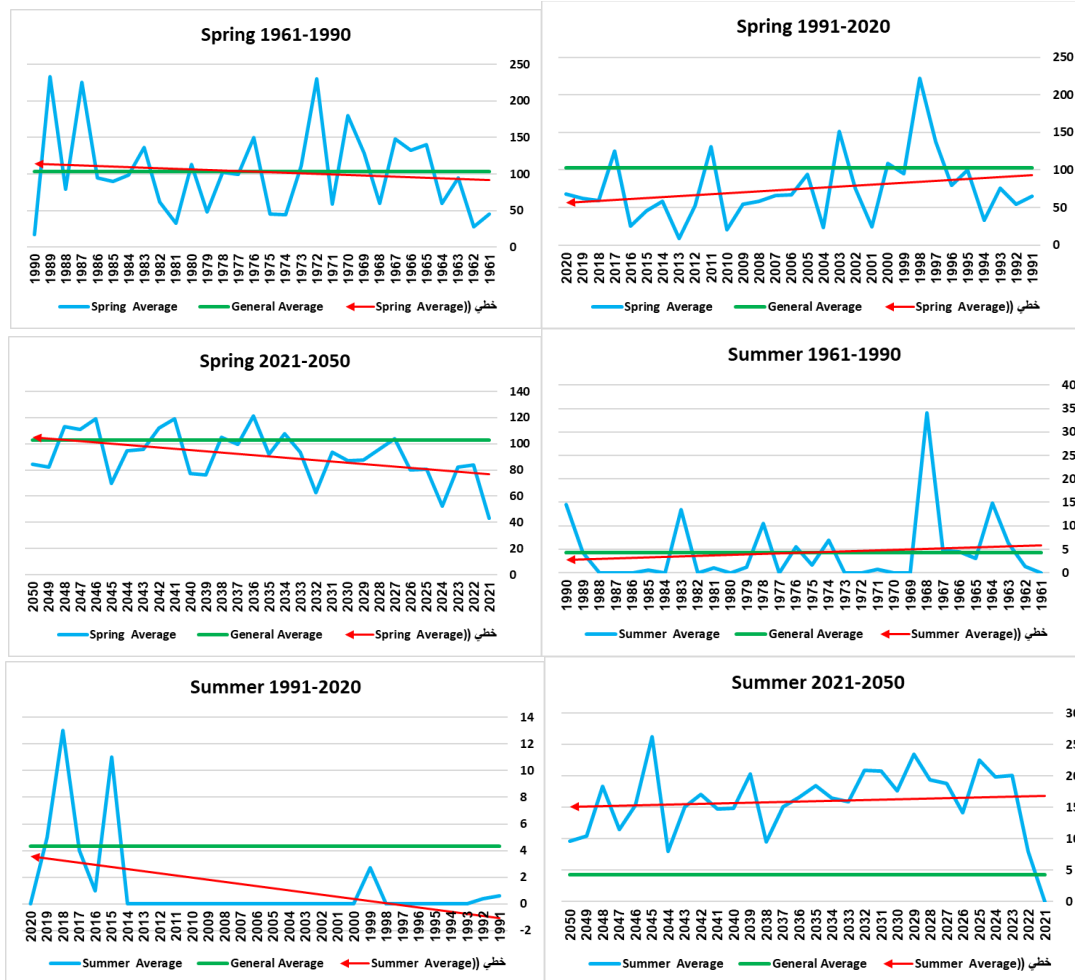 Spring 1961-1990
250
200
150
100
50
0
1990 1989 1988 1987 1986 1985 1984 1983 1982 1981 1980 1979 1978 1977 1976 1975 1974 1973 1972 1971 1970 1969 1968 1967 1966 1965 1964 1963 1962 1961
Spring Average General Average Spring Average)) خطي
Spring 1991-2020
250
200
150
100
50
0
2020 2019 2018 2017 2016 2015 2014 2013 2012 2011 2010 2009 2008 2007 2006 2005 2004 2003 2002 2001 2000 1999 1998 1997 1996 1995 1994 1993 1992 1991
Spring Average General Average Spring Average)) خطي
Spring 2021-2050
140
120
100
80
60
40
20
0
2050 2049 2048 2047 2046 2045 2044 2043 2042 2041 2040 2039 2038 2037 2036 2035 2034 2033 2032 2031 2030 2029 2028 2027 2026 2025 2024 2023 2022 2021
Spring Average General Average Spring Average)) خطي
Summer 1961-1990
40
35
30
25
20
15
10
5
0
1990 1989 1988 1987 1986 1985 1984 1983 1982 1981 1980 1979 1978 1977 1976 1975 1974 1973 1972 1971 1970 1969 1968 1967 1966 1965 1964 1963 1962 1961
Summer Average General Average Summer Average)) خطي
Summer 1991-2020
14
12
10
8
6
4
2
0
-2
2020 2019 2018 2017 2016 2015 2014 2013 2012 2011 2010 2009 2008 2007 2006 2005 2004 2003 2002 2001 2000 1999 1998 1997 1996 1995 1994 1993 1992 1991
Summer Average General Average Summer Average)) خطي
Summer 2021-2050
30
25
20
15
10
5
0
2050 2049 2048 2047 2046 2045 2044 2043 2042 2041 2040 2039 2038 2037 2036 2035 2034 2033 2032 2031 2030 2029 2028 2027 2026 2025 2024 2023 2022 2021
Summer Average General Average Summer Average)) خطي